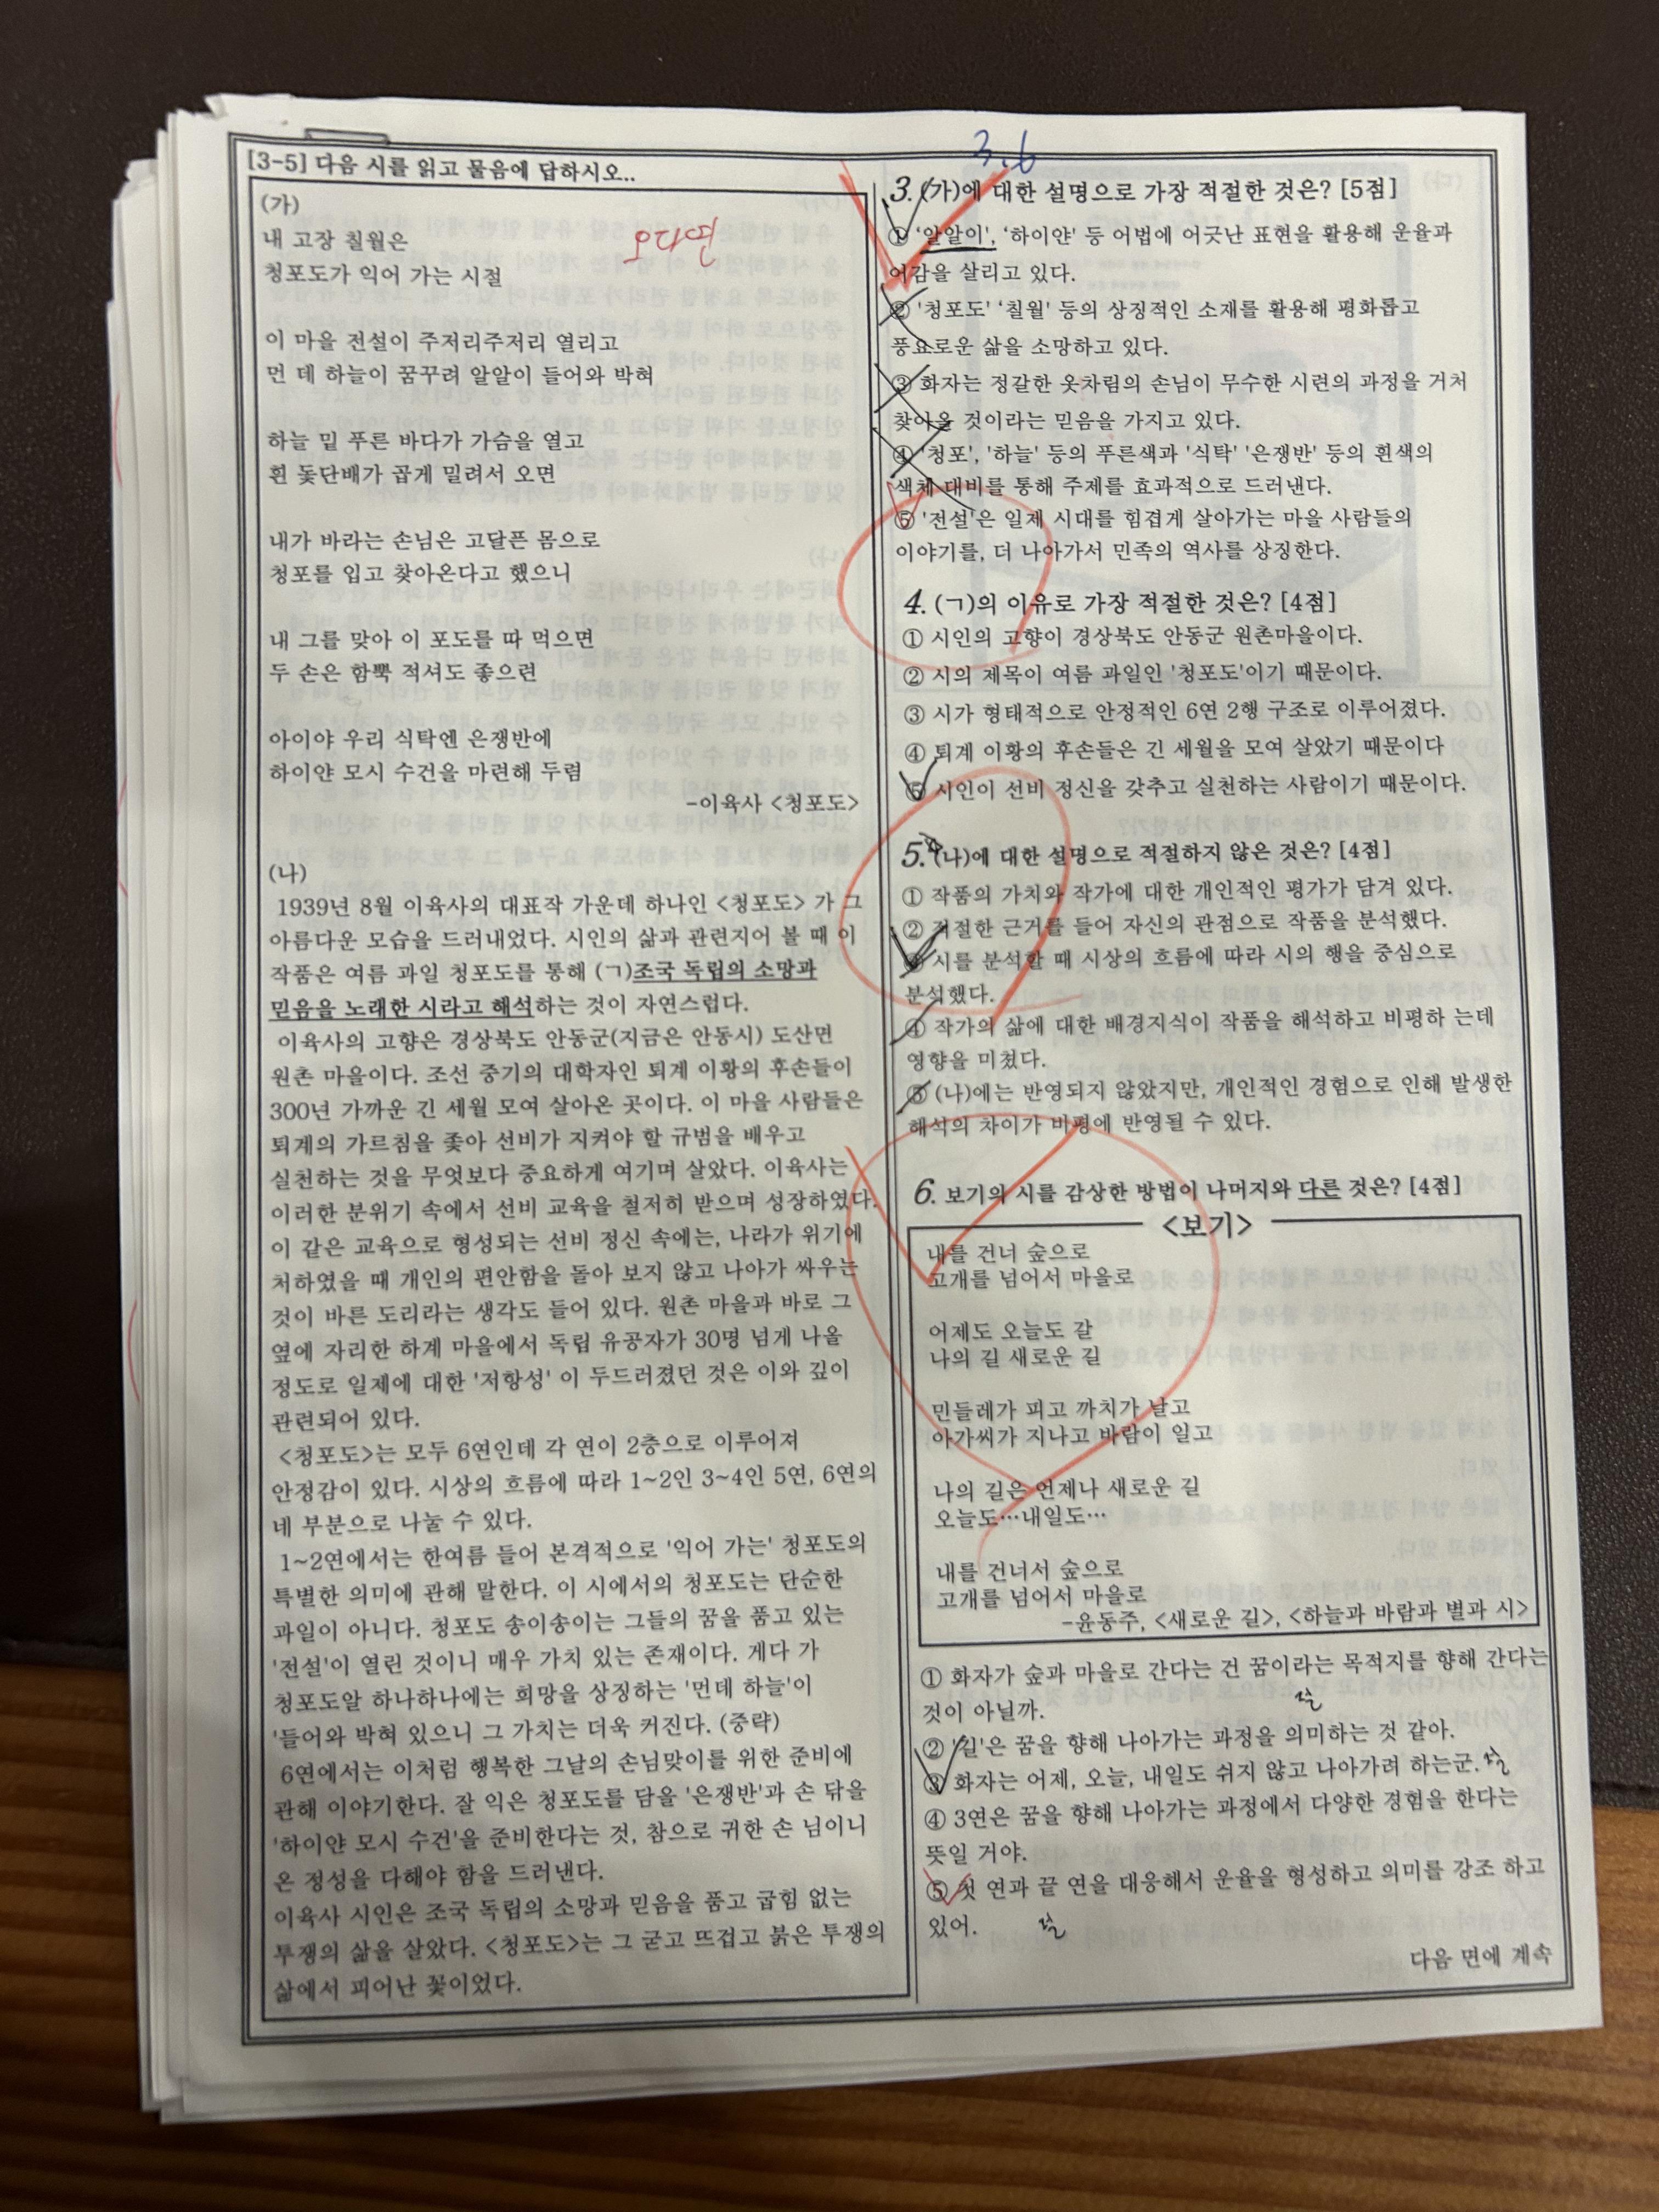 [3-5] 다음 시를 읽고 물음에 답하시오..
(가)
오다연
내 고장 칠월은
청포도가 익어 가는 시절
이 마을 전설이 주저리주저리 열리고
먼 데 하늘이 꿈꾸려 알알이 들어와 박혀
하늘 밑 푸른 바다가 가슴을 열고
흰 돛단배가 곱게 밀려서 오면
내가 바라는 손님은 고달픈 몸으로
청포를 입고 찾아온다고 했으니
내 그를 맞아 이 포도를 따 먹으면
두 손은 함뿍 적셔도 좋으련
아이야 우리 식탁엔 은쟁반에
하이얀 모시 수건을 마련해 두렴
-이육사 <청포도>
(나)
1939년 8월 이육사의 대표작 가운데 하나인 <청포도> 가 그
아름다운 모습을 드러내었다. 시인의 삶과 관련지어 볼 때 이
작품은 여름 과일 청포도를 통해 (ㄱ)조국 독립의 소망과
믿음을 노래한 시라고 해석하는 것이 자연스럽다.
이육사의 고향은 경상북도 안동군(지금은 안동시) 도산면
원촌 마을이다. 조선 중기의 대학자인 퇴계 이황의 후손들이
300년 가까운 긴 세월 모여 살아온 곳이다. 이 마을 사람들은
퇴계의 가르침을 좇아 선비가 지켜야 할 규범을 배우고
실천하는 것을 무엇보다 중요하게 여기며 살았다. 이육사는
이러한 분위기 속에서 선비 교육을 철저히 받으며 성장하였다.
이 같은 교육으로 형성되는 선비 정신 속에는, 나라가 위기에
처하였을 때 개인의 편안함을 돌아 보지 않고 나아가 싸우는
것이 바른 도리라는 생각도 들어 있다. 원촌 마을과 바로 그
옆에 자리한 하계 마을에서 독립 유공자가 30명 넘게 나올
정도로 일제에 대한 '저항성' 이 두드러졌던 것은 이와 깊이
관련되어 있다.
<청포도>는 모두 6연인데 각 연이 2층으로 이루어져
안정감이 있다. 시상의 흐름에 따라 1~2인 3~4인 5연, 6연의
네 부분으로 나눌 수 있다.
1~2연에서는 한여름 들어 본격적으로 '익어 가는' 청포도의
특별한 의미에 관해 말한다. 이 시에서의 청포도는 단순한
과일이 아니다. 청포도 송이송이는 그들의 꿈을 품고 있는
'전설'이 열린 것이니 매우 가치 있는 존재이다. 게다 가
청포도알 하나하나에는 희망을 상징하는 '먼데 하늘'이
'들어와 박혀 있으니 그 가치는 더욱 커진다. (중략)
6연에서는 이처럼 행복한 그날의 손님맞이를 위한 준비에
관해 이야기한다. 잘 익은 청포도를 담을 '은쟁반'과 손 닦을
'하이얀 모시 수건'을 준비한다는 것, 참으로 귀한 손 님이니
온 정성을 다해야 함을 드러낸다.
이육사 시인은 조국 독립의 소망과 믿음을 품고 굽힘 없는
투쟁의 삶을 살았다. <청포도>는 그 굳고 뜨겁고 붉은 투쟁의
삶에서 피어난 꽃이었다.
3.6
3. (가)에 대한 설명으로 가장 적절한 것은? [5점]
① '알알이', '하이얀' 등 어법에 어긋난 표현을 활용해 운율과
어감을 살리고 있다.
② '청포도' '칠월' 등의 상징적인 소재를 활용해 평화롭고
풍요로운 삶을 소망하고 있다.
③ 화자는 정갈한 옷차림의 손님이 무수한 시련의 과정을 거쳐
찾아올 것이라는 믿음을 가지고 있다.
④ '청포', '하늘' 등의 푸른색과 '식탁' '은쟁반' 등의 흰색의
색체 대비를 통해 주제를 효과적으로 드러낸다.
⑤ '전설'은 일제 시대를 힘겹게 살아가는 마을 사람들의
이야기를, 더 나아가서 민족의 역사를 상징한다.
4. (ㄱ)의 이유로 가장 적절한 것은? [4점]
① 시인의 고향이 경상북도 안동군 원촌마을이다.
② 시의 제목이 여름 과일인 '청포도'이기 때문이다.
③ 시가 형태적으로 안정적인 6연 2행 구조로 이루어졌다.
④ 퇴계 이황의 후손들은 긴 세월을 모여 살았기 때문이다
⑤ 시인이 선비 정신을 갖추고 실천하는 사람이기 때문이다.
5. (나)에 대한 설명으로 적절하지 않은 것은? [4점]
① 작품의 가치와 작가에 대한 개인적인 평가가 담겨 있다.
② 적절한 근거를 들어 자신의 관점으로 작품을 분석했다.
③ 시를 분석할 때 시상의 흐름에 따라 시의 행을 중심으로
분석했다.
④ 작가의 삶에 대한 배경지식이 작품을 해석하고 비평하 는데
영향을 미쳤다.
⑤ (나)에는 반영되지 않았지만, 개인적인 경험으로 인해 발생한
해석의 차이가 비평에 반영될 수 있다.
6. 보기의 시를 감상한 방법이 나머지와 다른 것은? [4점]
<보기>
내를 건너 숲으로
고개를 넘어서 마을로
어제도 오늘도 갈
나의 길 새로운 길
민들레가 피고 까치가 날고
아가씨가 지나고 바람이 일고
나의 길은 언제나 새로운 길
오늘도…내일도…
내를 건너서 숲으로
고개를 넘어서 마을로
-윤동주, <새로운 길>, <하늘과 바람과 별과 시>
① 화자가 숲과 마을로 간다는 건 꿈이라는 목적지를 향해 간다는
것이 아닐까.
② '길'은 꿈을 향해 나아가는 과정을 의미하는 것 같아.
③ 화자는 어제, 오늘, 내일도 쉬지 않고 나아가려 하는군.
④ 3연은 꿈을 향해 나아가는 과정에서 다양한 경험을 한다는
뜻일 거야.
⑤ 첫 연과 끝 연을 대응해서 운율을 형성하고 의미를 강조 하고
있어.
다음 면에 계속